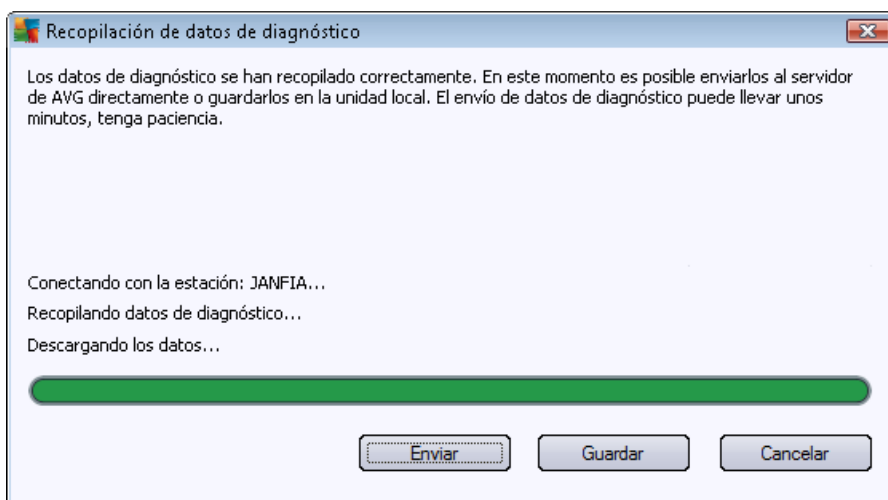 Recopilación de datos de diagnóstico
Los datos de diagnóstico se han recopilado correctamente. En este momento es posible enviarlos al servidor
de AVG directamente o guardarlos en la unidad local. El envío de datos de diagnóstico puede llevar unos
minutos, tenga paciencia.
Conectando con la estación: JANFIA...
Recopilando datos de diagnóstico...
Descargando los datos...
Enviar Guardar Cancelar